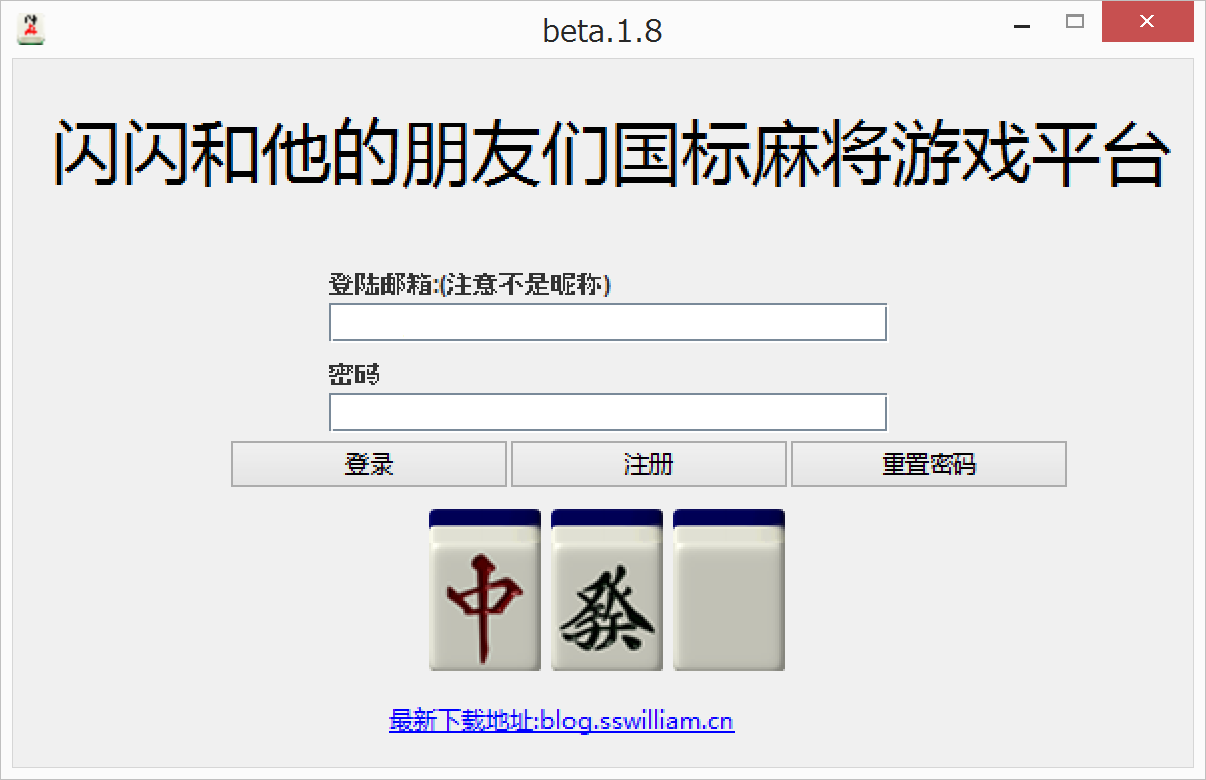 beta.1.8
闪闪和他的朋友们国标麻将游戏平台
登陆邮箱:(注意不是昵称)
密码
登录 注册 重置密码
中 發
最新下载地址:blog.sswilliam.cn